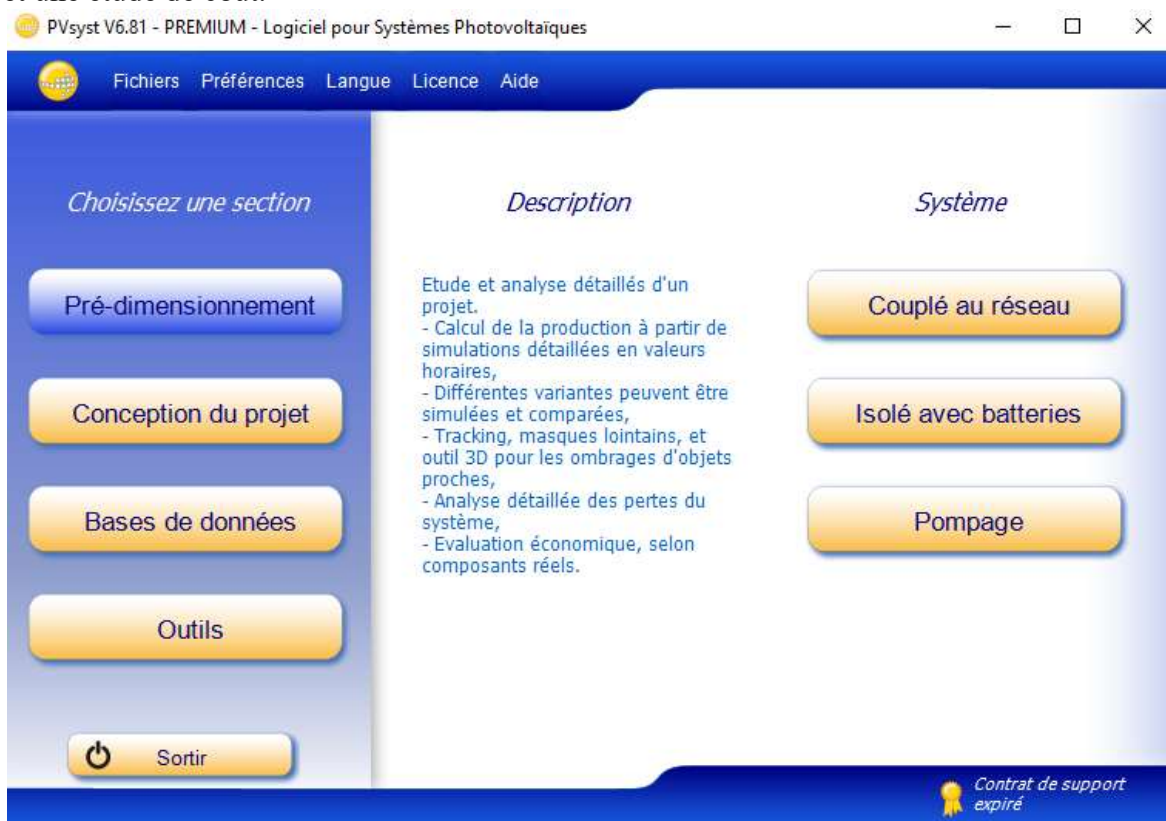 PVsyst V6.81 - PREMIUM - Logiciel pour Systèmes Photovoltaïques
Fichiers Préférences Langue Licence Aide
Choisissez une section
Pré-dimensionnement
Conception du projet
Bases de données
Outils
Sortir
Description
Etude et analyse détaillés d'un
projet.
- Calcul de la production à partir de
simulations détaillées en valeurs
horaires,
- Différentes variantes peuvent être
simulées et comparées,
- Tracking, masques lointains, et
outil 3D pour les ombrages d'objets
proches,
- Analyse détaillée des pertes du
système,
- Evaluation économique, selon
composants réels.
Système
Couplé au réseau
Isolé avec batteries
Pompage
Contrat de support
expiré